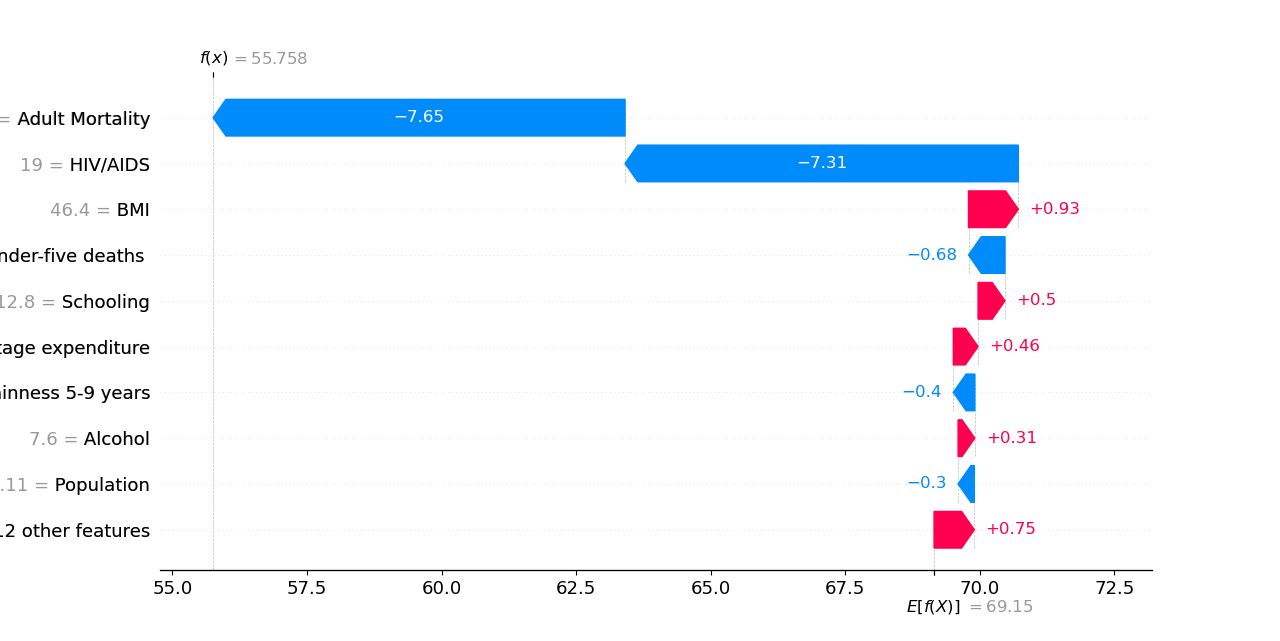 f(x) = 55.758
= Adult Mortality
−7.65
19 = HIV/AIDS
−7.31
46.4 = BMI
+0.93
nder-five deaths
−0.68
12.8 = Schooling
+0.5
tage expenditure
+0.46
inness 5-9 years
−0.4
7.6 = Alcohol
+0.31
.11 = Population
−0.3
12 other features
+0.75
55.0 57.5 60.0 62.5 65.0 67.5 70.0 72.5
E[f(X)] = 69.15